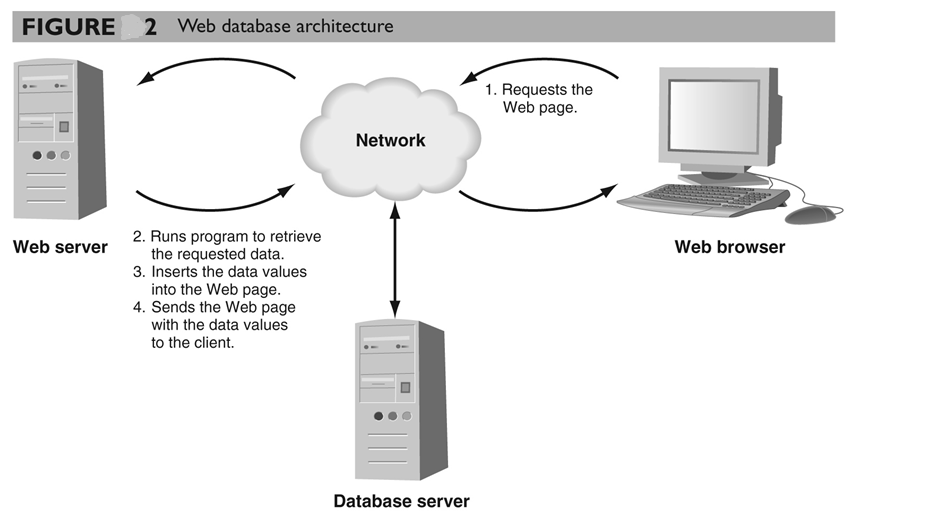 FIGURE 2 Web database architecture
1. Requests the
Web page.
Network
Web server
Web browser
2. Runs program to retrieve
the requested data.
3. Inserts the data values
into the Web page.
4. Sends the Web page
with the data values
to the client.
Database server